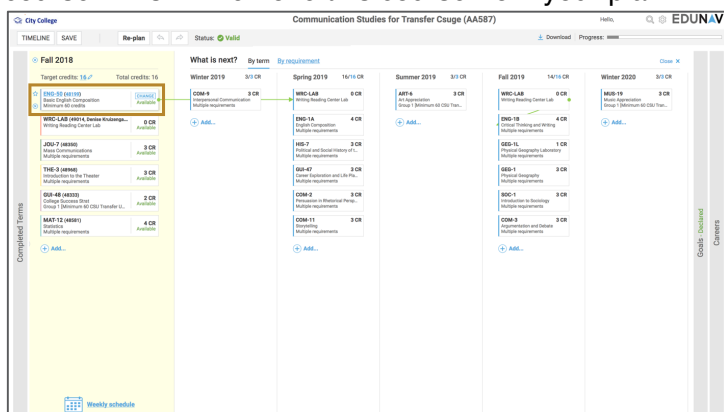 City College
Communication Studies for Transfer Csuge (AA587)
Hello,
EDUNAV
TIMELINE SAVE Re-plan Status: Valid
Download Progress:
Fall 2018
Target credits: 16 Total credits: 16
ENG-50 (48199) CHANGE
Basic English Composition Available
Minimum 60 credits
WRC-LAB (49014, Denise Kruizenga... 0 CR
Writing Reading Center Lab Available
JOU-7 (48350) 3 CR
Mass Communications Available
Multiple requirements
THE-3 (48968) 3 CR
Introduction to the Theater Available
Multiple requirements
GUI-48 (48333) 2 CR
College Success Strat Available
Group 1 [Minimum 60 CSU Transfer U...
MAT-12 (48581) 4 CR
Statistics Available
Multiple requirements
Add...
Weekly schedule
What is next? By term By requirement Close X
Winter 2019 3/3 CR
COM-9 3 CR
Interpersonal Communication
Multiple requirements
Add...
Spring 2019 16/16 CR
WRC-LAB 0 CR
Writing Reading Center Lab
ENG-1A 4 CR
English Composition
Multiple requirements
HIS-7 3 CR
Political and Social History of t...
Multiple requirements
GUI-47 3 CR
Career Exploration and Life Pla...
Multiple requirements
COM-2 3 CR
Persuasion in Rhetorical Persp...
Multiple requirements
COM-11 3 CR
Storytelling
Multiple requirements
Add...
Summer 2019 3/3 CR
ART-6 3 CR
Art Appreciation
Group 1 [Minimum 60 CSU Tran...
Add...
Fall 2019 14/16 CR
WRC-LAB 0 CR
Writing Reading Center Lab
ENG-1B 4 CR
Critical Thinking and Writing
Multiple requirements
GEG-1L 1 CR
Physical Geography Laboratory
Multiple requirements
GEG-1 3 CR
Physical Geography
Multiple requirements
SOC-1 3 CR
Introduction to Sociology
Multiple requirements
COM-3 3 CR
Argumentation and Debate
Multiple requirements
Add...
Winter 2020 3/3 CR
MUS-19 3 CR
Music Appreciation
Group 1 [Minimum 60 CSU Tran...
Add...
Completed Terms
Goals - Declared
Careers